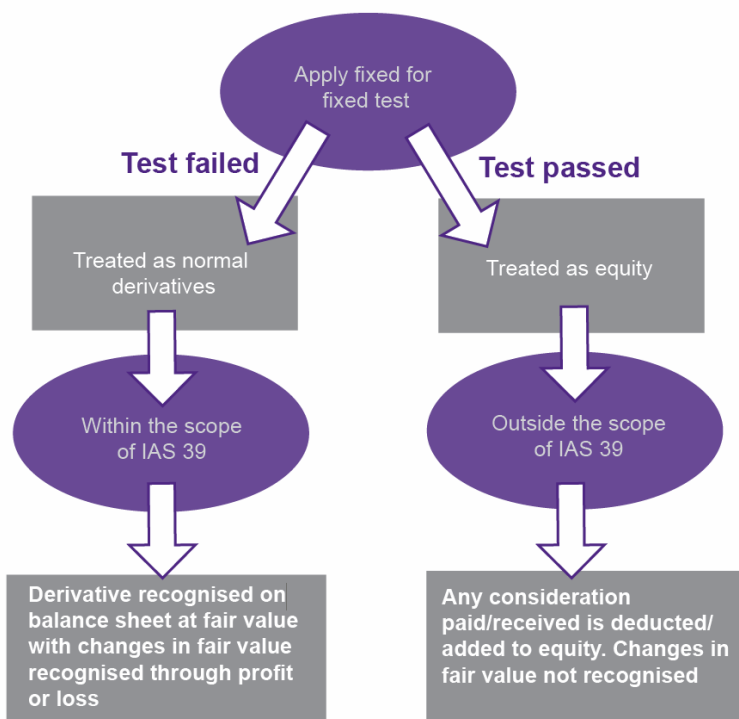 Apply fixed for
fixed test
Test failed
Test passed
Treated as normal
derivatives
Treated as equity
Within the scope
of IAS 39
Outside the scope
of IAS 39
Derivative recognised on
balance sheet at fair value
with changes in fair value
recognised through profit
or loss
Any consideration
paid/received is deducted/
added to equity. Changes in
fair value not recognised